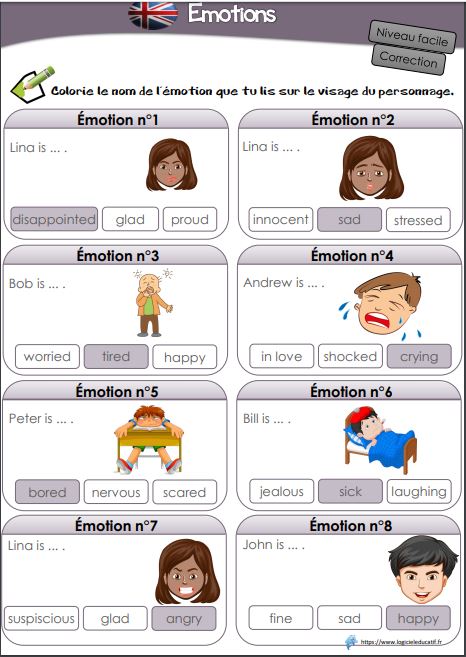 Émotions
Niveau facile
Correction
Colorie le nom de l'émotion que tu lis sur le visage du personnage.
Émotion n°1
Lina is ... .
disappointed glad proud
Émotion n°2
Lina is ... .
innocent sad stressed
Émotion n°3
Bob is ... .
worried tired happy
Émotion n°4
Andrew is ... .
in love shocked crying
Émotion n°5
Peter is ... .
bored nervous scared
Émotion n°6
Bill is ... .
jealous sick laughing
Émotion n°7
Lina is ... .
suspiscious glad angry
Émotion n°8
John is ... .
fine sad happy
https://www.logicieleducatif.fr